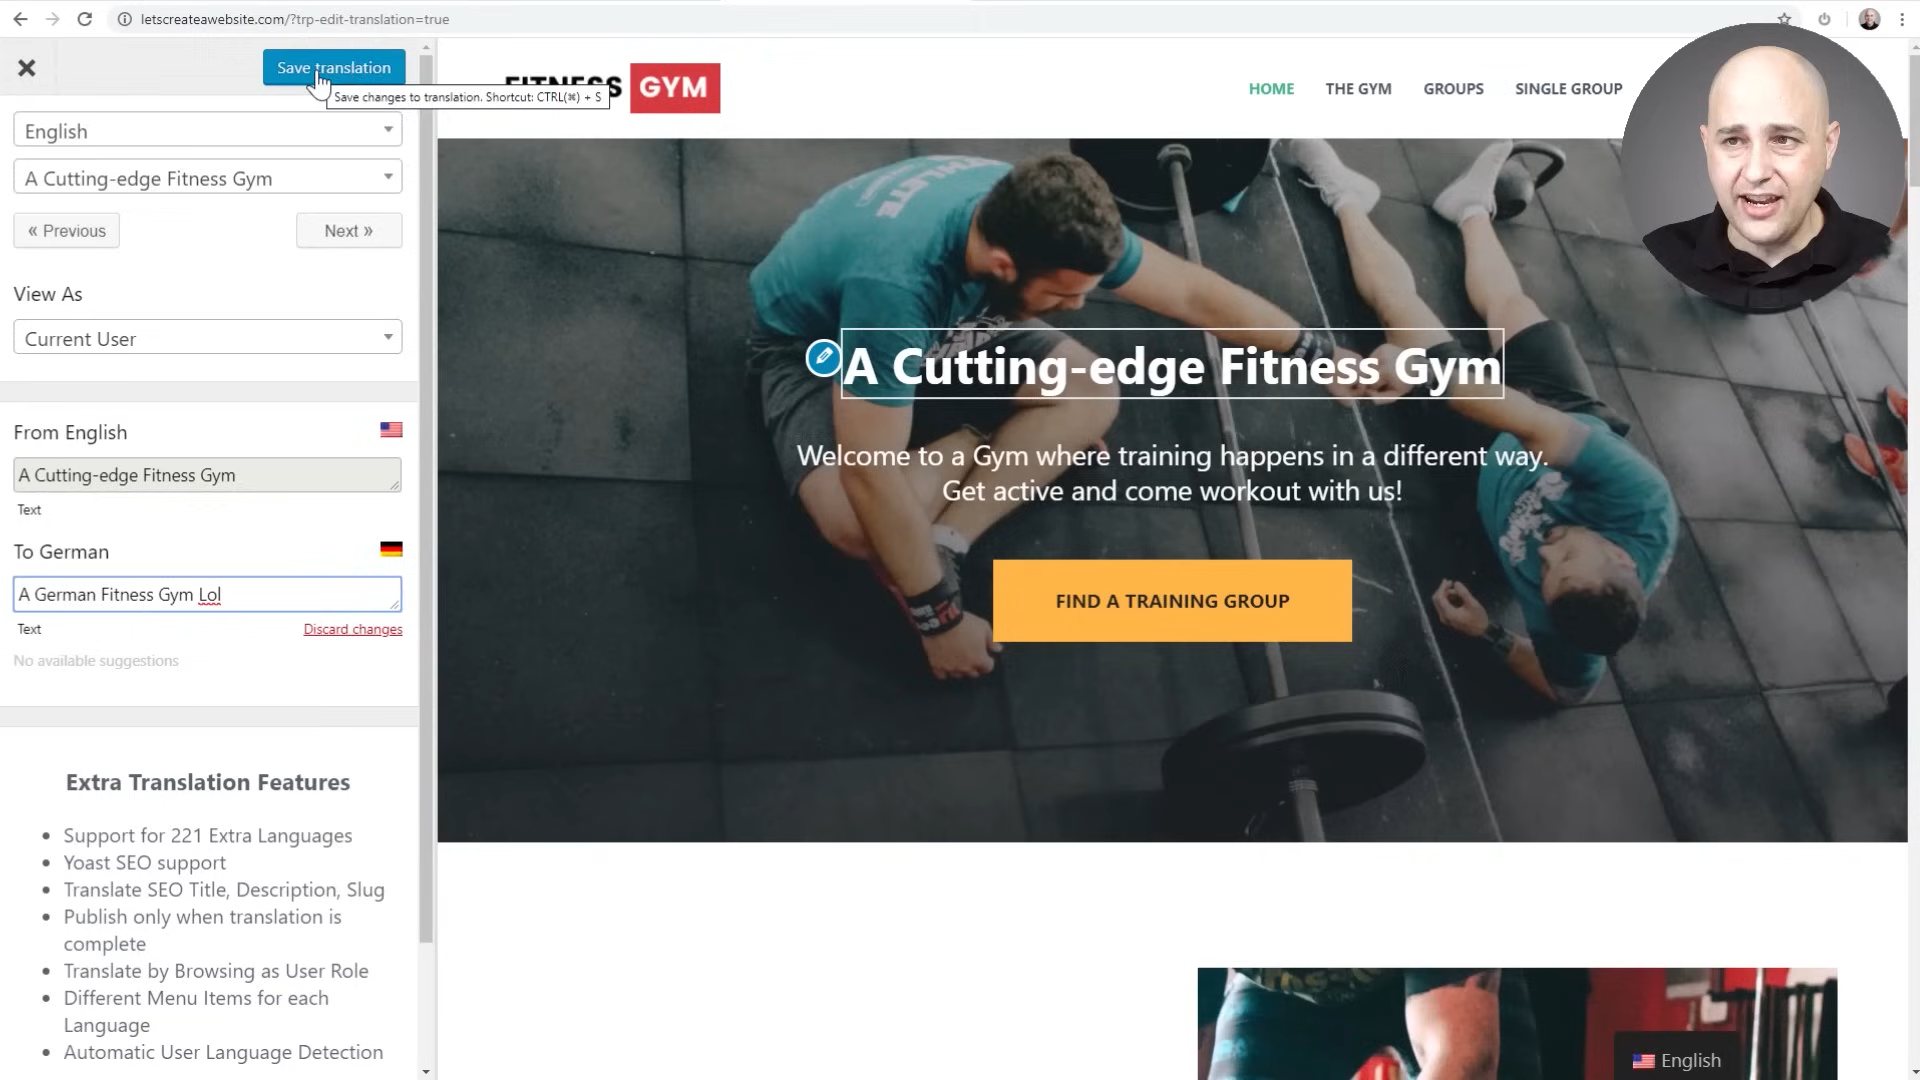 letscreateawebsite.com/?trp-edit-translation=true
Save translation
Save changes to translation. Shortcut: CTRL(⌘) + S
FITNESS GYM
HOME THE GYM GROUPS SINGLE GROUP
English
A Cutting-edge Fitness Gym
« Previous
Next »
View As
Current User
From English
A Cutting-edge Fitness Gym
Text
To German
A German Fitness Gym Lol
Text
Discard changes
No available suggestions
Extra Translation Features
Support for 221 Extra Languages
Yoast SEO support
Translate SEO Title, Description, Slug
Publish only when translation is
complete
Translate by Browsing as User Role
Different Menu Items for each
Language
Automatic User Language Detection
A Cutting-edge Fitness Gym
Welcome to a Gym where training happens in a different way.
Get active and come workout with us!
FIND A TRAINING GROUP
English